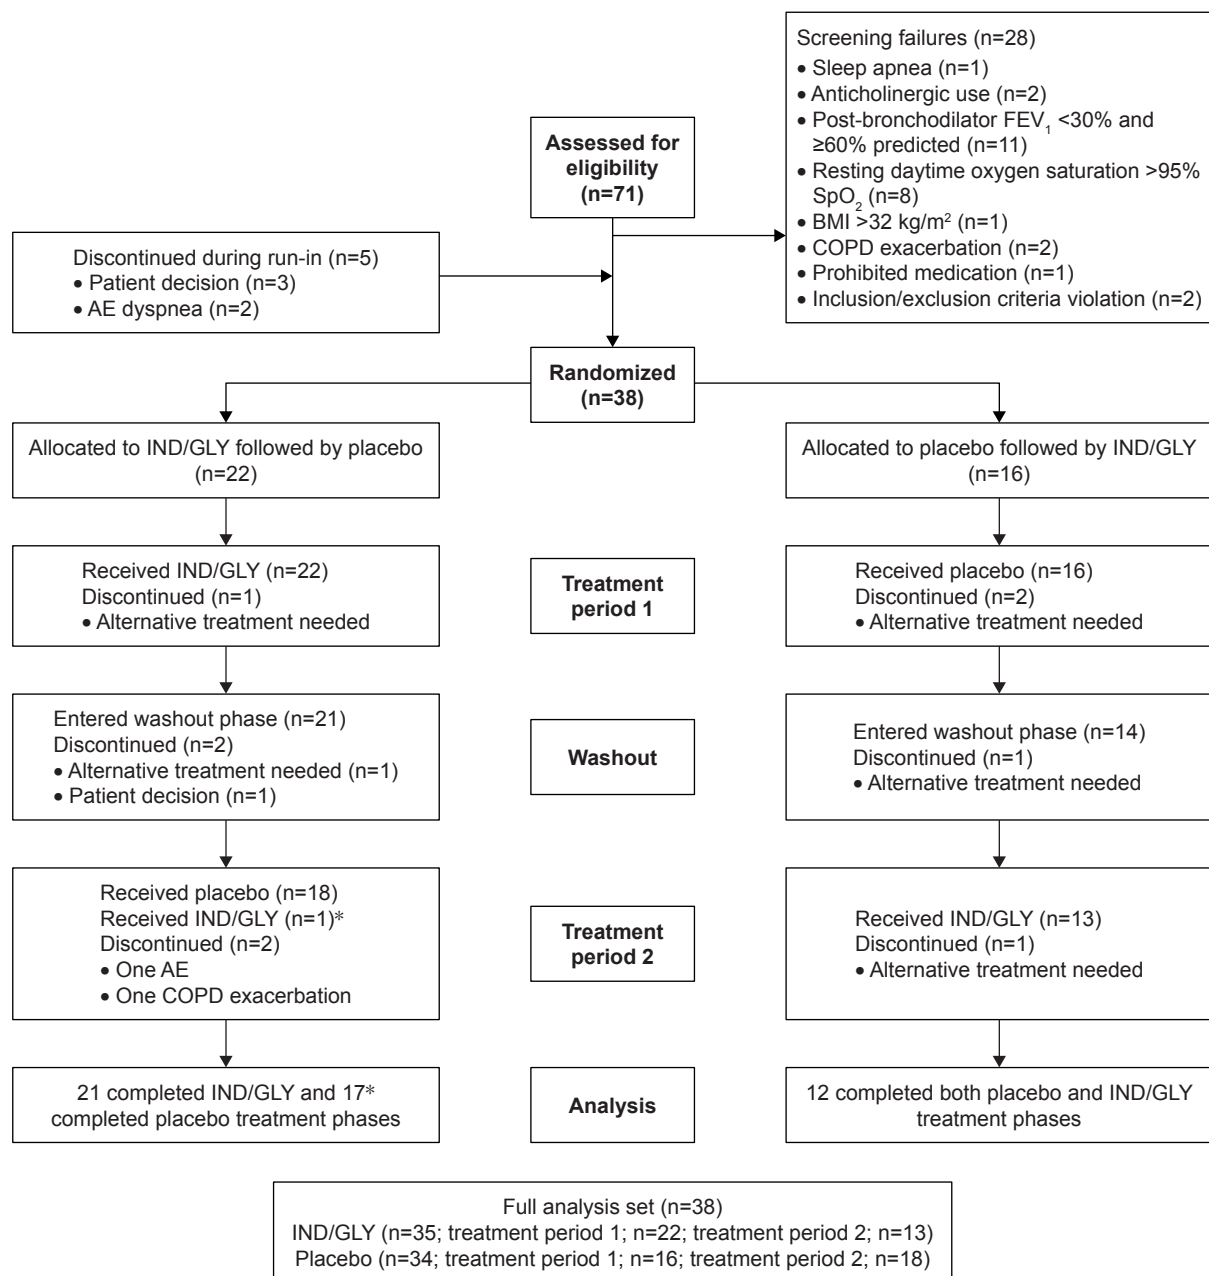 Assessed for
eligibility
(n=71)
Screening failures (n=28)
• Sleep apnea (n=1)
• Anticholinergic use (n=2)
• Post-bronchodilator FEV₁ <30% and
≥60% predicted (n=11)
• Resting daytime oxygen saturation >95%
SpO₂ (n=8)
• BMI >32 kg/m² (n=1)
• COPD exacerbation (n=2)
• Prohibited medication (n=1)
• Inclusion/exclusion criteria violation (n=2)
Discontinued during run-in (n=5)
• Patient decision (n=3)
• AE dyspnea (n=2)
Randomized
(n=38)
Allocated to IND/GLY followed by placebo
(n=22)
Allocated to placebo followed by IND/GLY
(n=16)
Received IND/GLY (n=22)
Discontinued (n=1)
• Alternative treatment needed
Treatment
period 1
Received placebo (n=16)
Discontinued (n=2)
• Alternative treatment needed
Entered washout phase (n=21)
Discontinued (n=2)
• Alternative treatment needed (n=1)
• Patient decision (n=1)
Washout
Entered washout phase (n=14)
Discontinued (n=1)
• Alternative treatment needed
Received placebo (n=18)
Received IND/GLY (n=1)*
Discontinued (n=2)
• One AE
• One COPD exacerbation
Treatment
period 2
Received IND/GLY (n=13)
Discontinued (n=1)
• Alternative treatment needed
21 completed IND/GLY and 17*
completed placebo treatment phases
Analysis
12 completed both placebo and IND/GLY
treatment phases
Full analysis set (n=38)
IND/GLY (n=35; treatment period 1; n=22; treatment period 2; n=13)
Placebo (n=34; treatment period 1; n=16; treatment period 2; n=18)